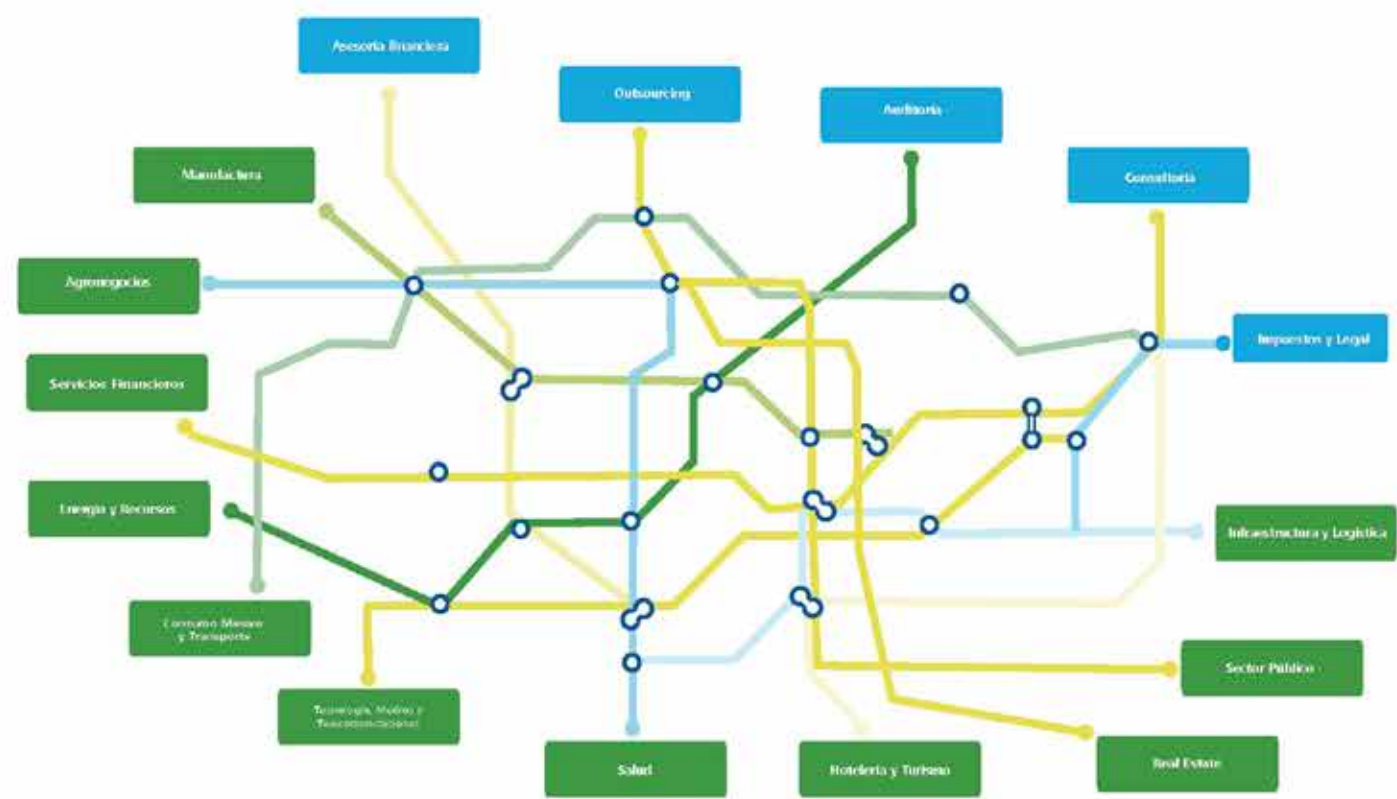 Asesoría Financiera
Outsourcing
Auditoría
Manufactura
Consultoría
Agronegocios
Impuestos y Legal
Servicios Financieros
Energía y Recursos
Infraestructura y Logística
Consumo Masivo
y Transporte
Sector Público
Tecnología, Medios y
Telecomunicaciones
Salud
Hotelería y Turismo
Real Estate